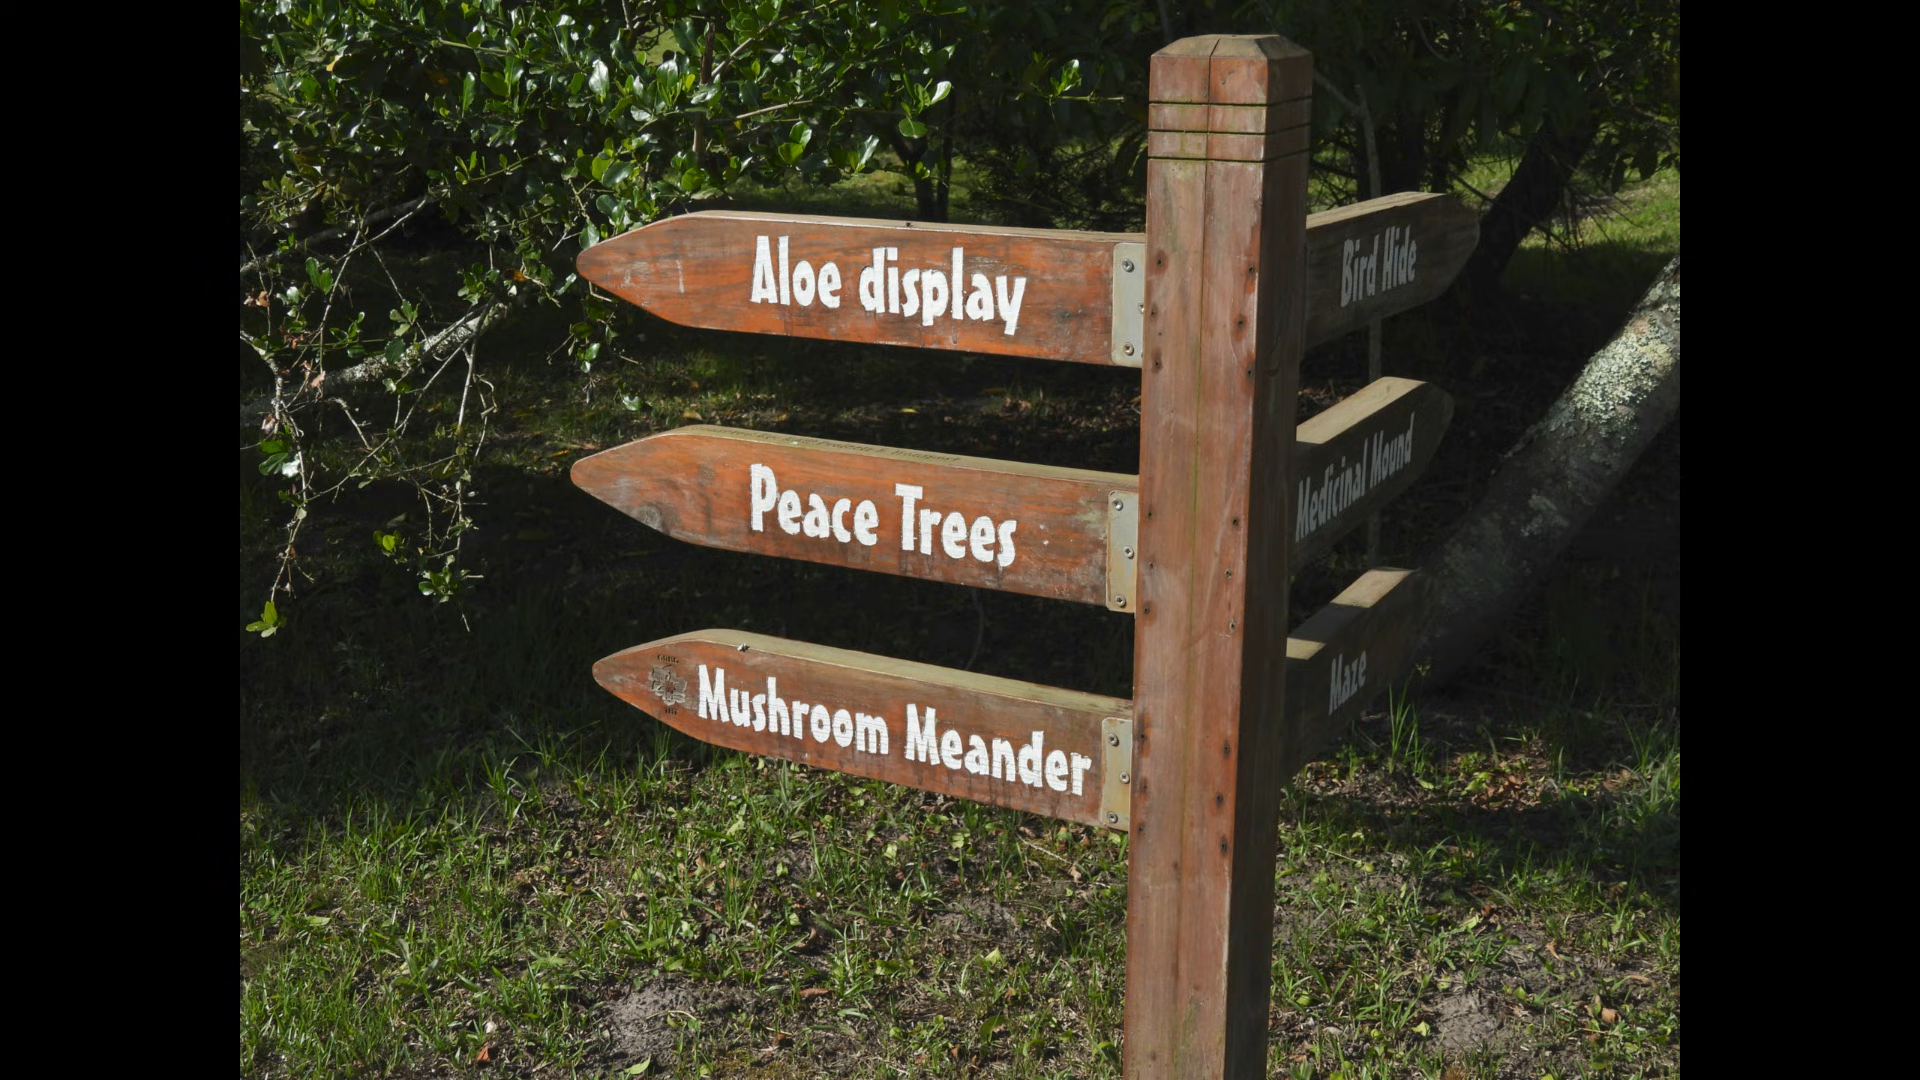 Aloe display
Peace Trees
Mushroom Meander
Bird Hide
Medicinal Mound
Maze